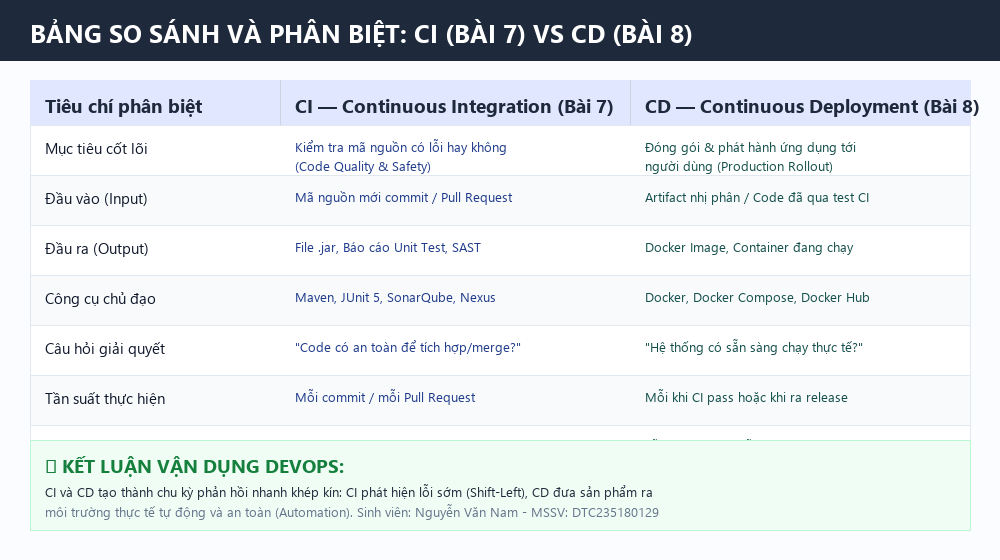 BẢNG SO SÁNH VÀ PHÂN BIỆT: CI (BÀI 7) VS CD (BÀI 8)
Tiêu chí phân biệt
CI — Continuous Integration (Bài 7)
CD — Continuous Deployment (Bài 8)
Mục tiêu cốt lõi
Kiểm tra mã nguồn có lỗi hay không
(Code Quality & Safety)
Đóng gói & phát hành ứng dụng tới
người dùng (Production Rollout)
Đầu vào (Input)
Mã nguồn mới commit / Pull Request
Artifact nhị phân / Code đã qua test CI
Đầu ra (Output)
File .jar, Báo cáo Unit Test, SAST
Docker Image, Container đang chạy
Công cụ chủ đạo
Maven, JUnit 5, SonarQube, Nexus
Docker, Docker Compose, Docker Hub
Câu hỏi giải quyết
"Code có an toàn để tích hợp/merge?"
"Hệ thống có sẵn sàng chạy thực tế?"
Tần suất thực hiện
Mỗi commit / mỗi Pull Request
Mỗi khi CI pass hoặc khi ra release
KẾT LUẬN VẬN DỤNG DEVOPS:
CI và CD tạo thành chu kỳ phản hồi nhanh khép kín: CI phát hiện lỗi sớm (Shift-Left), CD đưa sản phẩm ra
môi trường thực tế tự động và an toàn (Automation). Sinh viên: Nguyễn Văn Nam - MSSV: DTC235180129